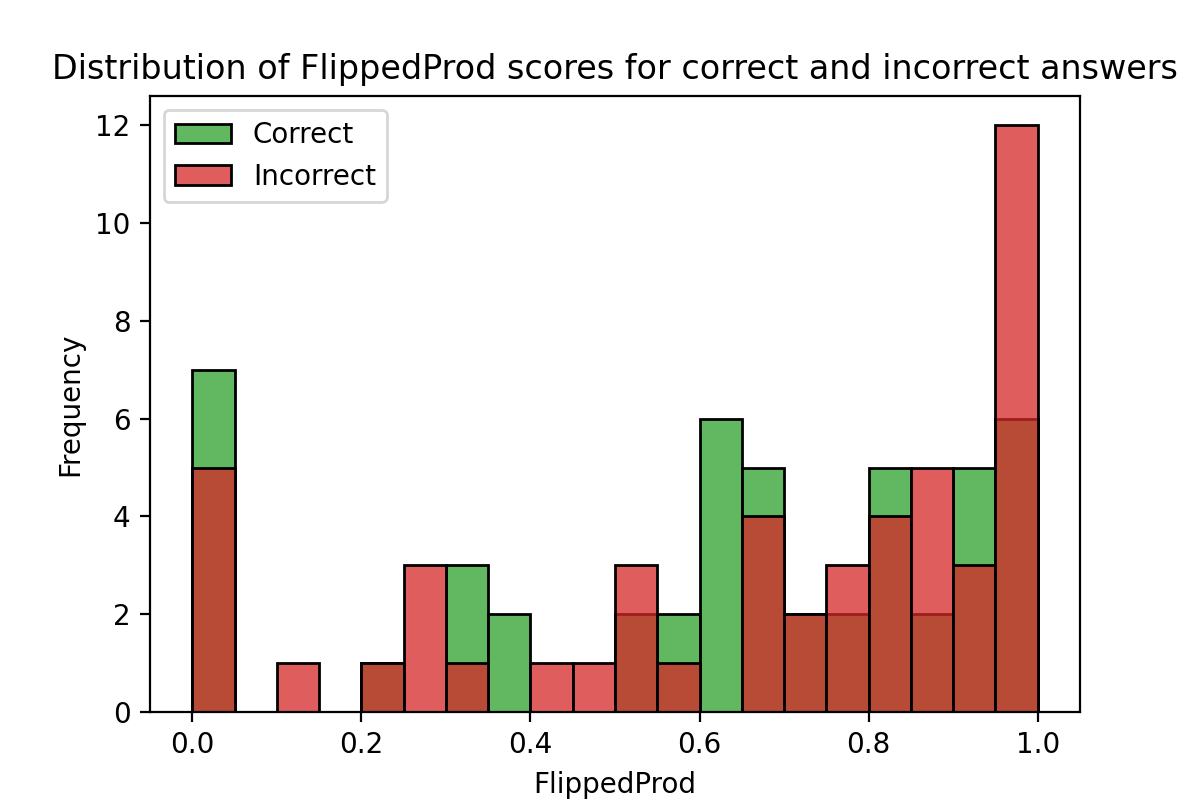 Distribution of FlippedProd scores for correct and incorrect answers
Correct
Incorrect
12
10
8
6
4
2
0
Frequency
0.0 0.2 0.4 0.6 0.8 1.0
FlippedProd